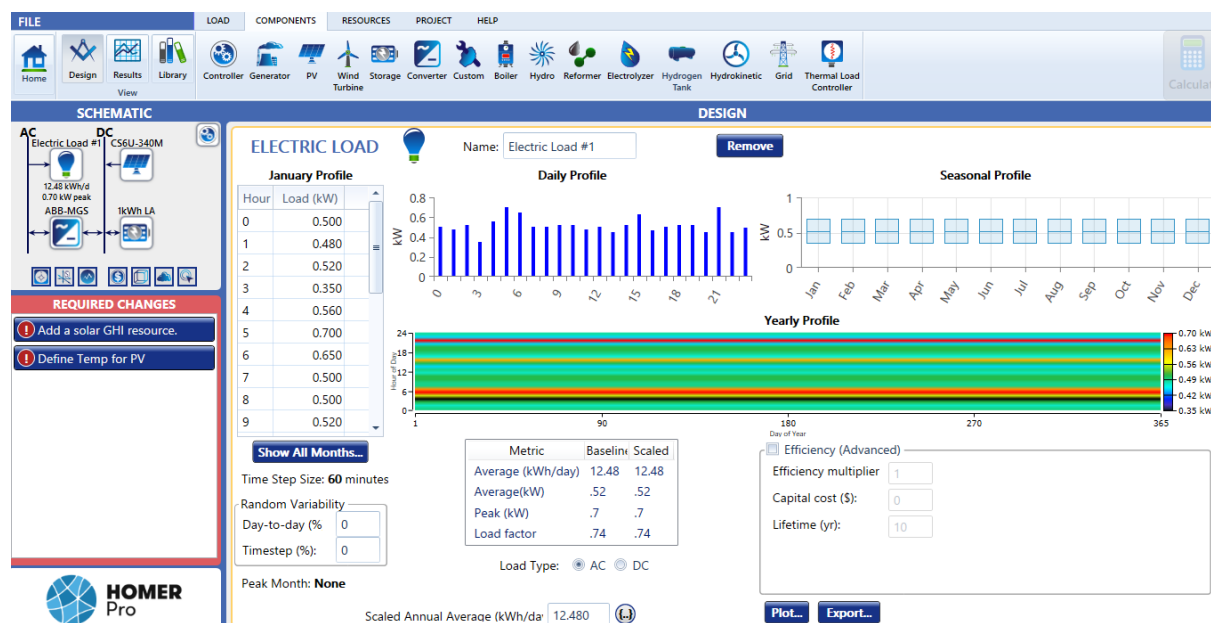 FILE
LOAD COMPONENTS RESOURCES PROJECT HELP
Home Design Results Library Controller Generator PV Wind Turbine Storage Converter Custom Boiler Hydro Reformer Electrolyzer Hydrogen Tank Hydrokinetic Grid Thermal Load Controller
View
Calculat
SCHEMATIC
AC DC
Electric Load #1 CS6U-340M
12.48 kWh/d
0.70 kW peak
ABB-MGS 1kWh LA
REQUIRED CHANGES
Add a solar GHI resource.
Define Temp for PV
HOMER
Pro
DESIGN
ELECTRIC LOAD
Name: Electric Load #1
Remove
January Profile
Hour Load (kW)
0 0.500
1 0.480
2 0.520
3 0.350
4 0.560
5 0.700
6 0.650
7 0.500
8 0.500
9 0.520
Show All Months...
Time Step Size: 60 minutes
Random Variability
Day-to-day (% 0
Timestep (%): 0
Peak Month: None
Daily Profile
kW
0.8
0.6
0.4
0.2
0
0 3 6 9 12 15 18 21
Seasonal Profile
kW
1
0.5
0
Jan Feb Mar Apr May Jun Jul Aug Sep Oct Nov Dec
Yearly Profile
Hour of Day
24
18
12
6
0
1 90 180 270 365
Day of Year
0.70 kW
0.63 kW
0.56 kW
0.49 kW
0.42 kW
0.35 kW
Metric Baseline Scaled
Average (kWh/day) 12.48 12.48
Average(kW) .52 .52
Peak (kW) .7 .7
Load factor .74 .74
Load Type: AC DC
Scaled Annual Average (kWh/da 12.480 {..}
Efficiency (Advanced)
Efficiency multiplier 1
Capital cost ($): 0
Lifetime (yr): 10
Plot... Export...